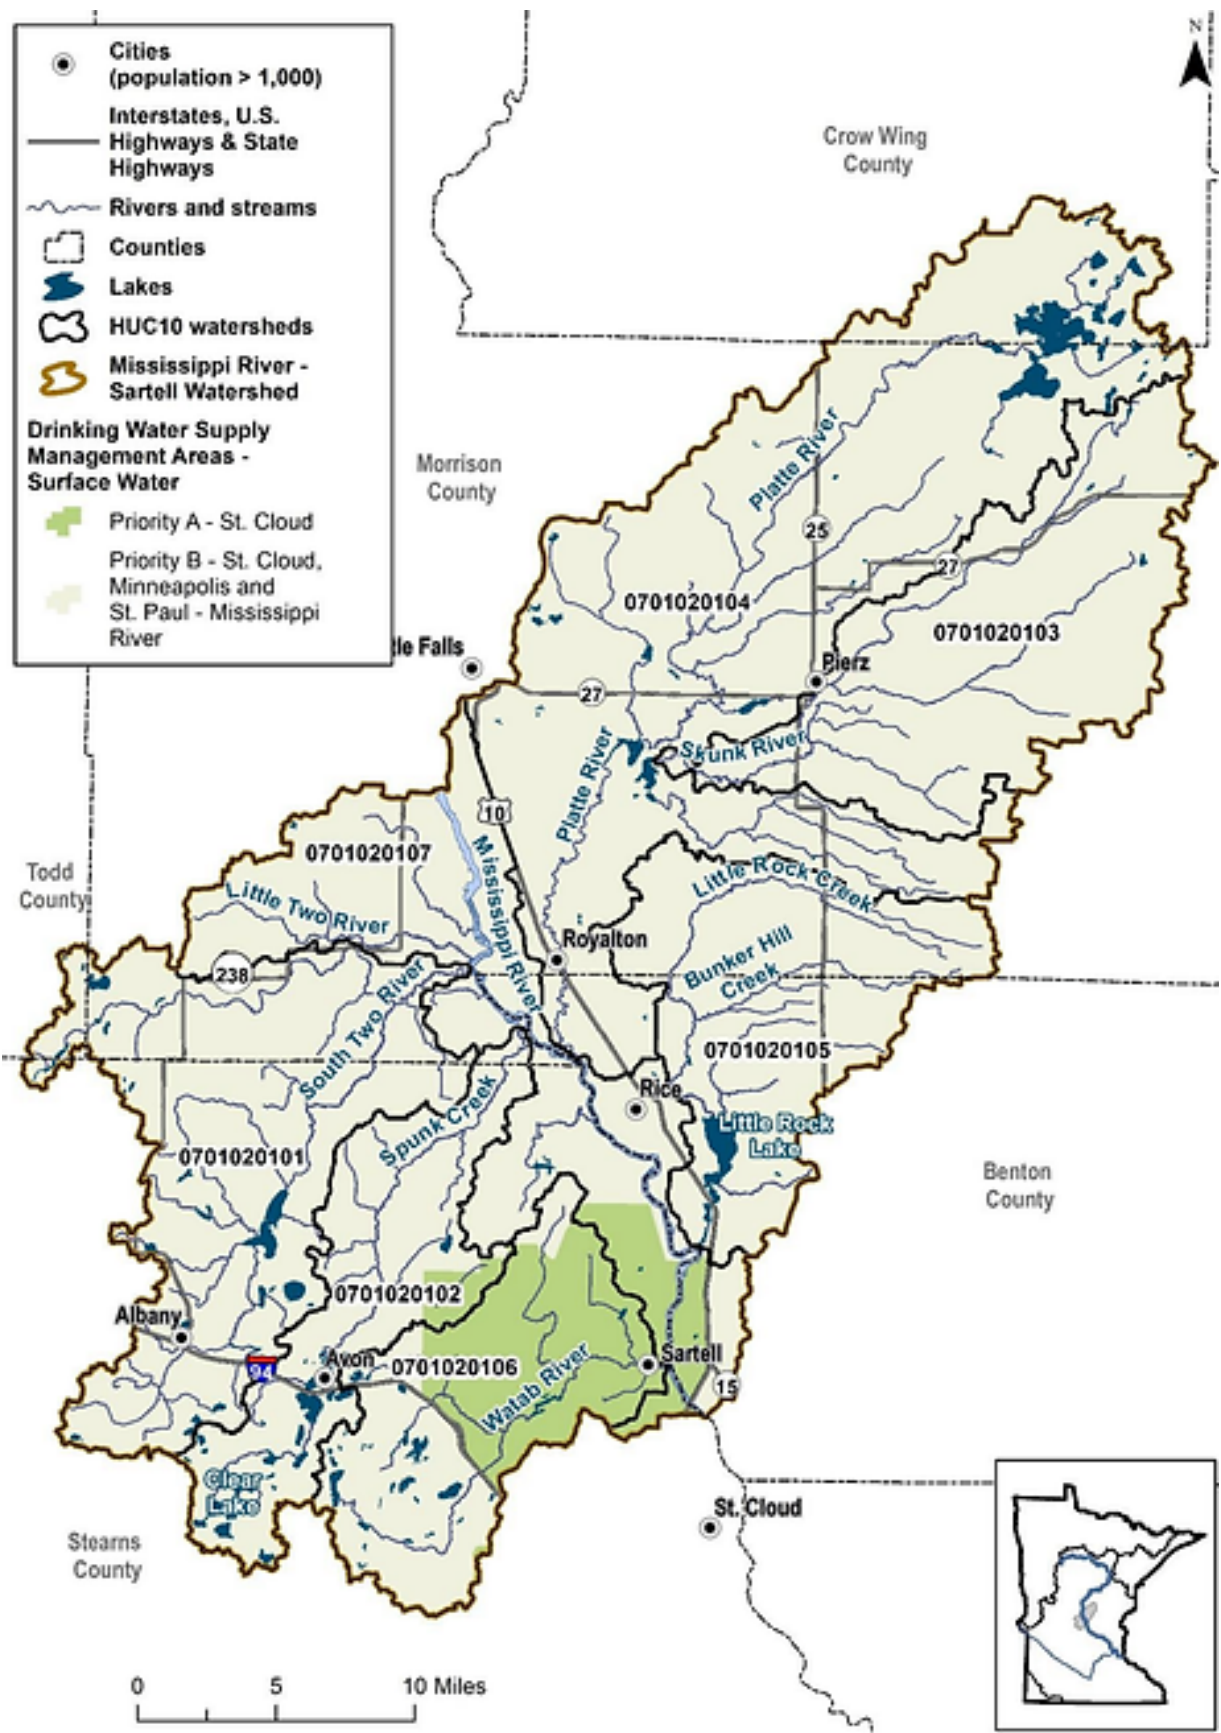 N
Cities
(population > 1,000)
Interstates, U.S.
Highways & State
Highways
Rivers and streams
Counties
Lakes
HUC10 watersheds
Mississippi River -
Sartell Watershed
Drinking Water Supply
Management Areas -
Surface Water
Priority A - St. Cloud
Priority B - St. Cloud,
Minneapolis and
St. Paul - Mississippi
River
Crow Wing
County
Morrison
County
Platte River
25
27
0701020104
0701020103
tle Falls
Pierz
27
Skunk River
Platte River
10
Mississippi River
0701020107
Todd
County
Little Two River
Little Rock Creek
Royalton
Bunker Hill
Creek
238
South Two River
0701020105
Rice
Spunk Creek
Little Rock
Lake
0701020101
Benton
County
0701020102
Albany
Sartell
94
Avon
0701020106
15
Watab River
Clear
Lake
St. Cloud
Stearns
County
0 5 10 Miles